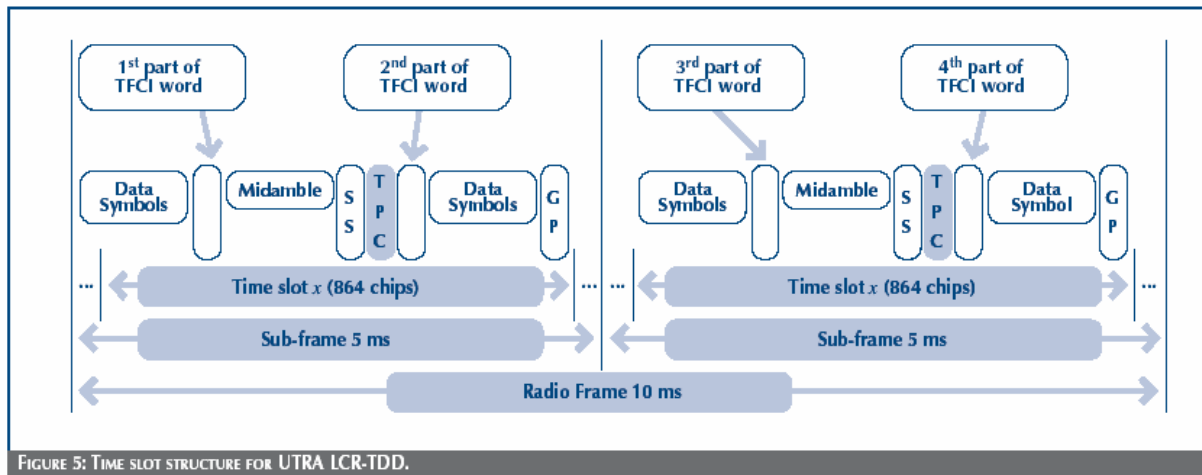 1st part of
TFCI word
2nd part of
TFCI word
3rd part of
TFCI word
4th part of
TFCI word
Data
Symbols
Midamble
S
S
T
P
C
Data
Symbols
G
P
Data
Symbols
Midamble
S
S
T
P
C
Data
Symbol
G
P
...
Time slot x (864 chips)
...
...
Time slot x (864 chips)
...
Sub-frame 5 ms
Sub-frame 5 ms
Radio Frame 10 ms
FIGURE 5: TIME SLOT STRUCTURE FOR UTRA LCR-TDD.